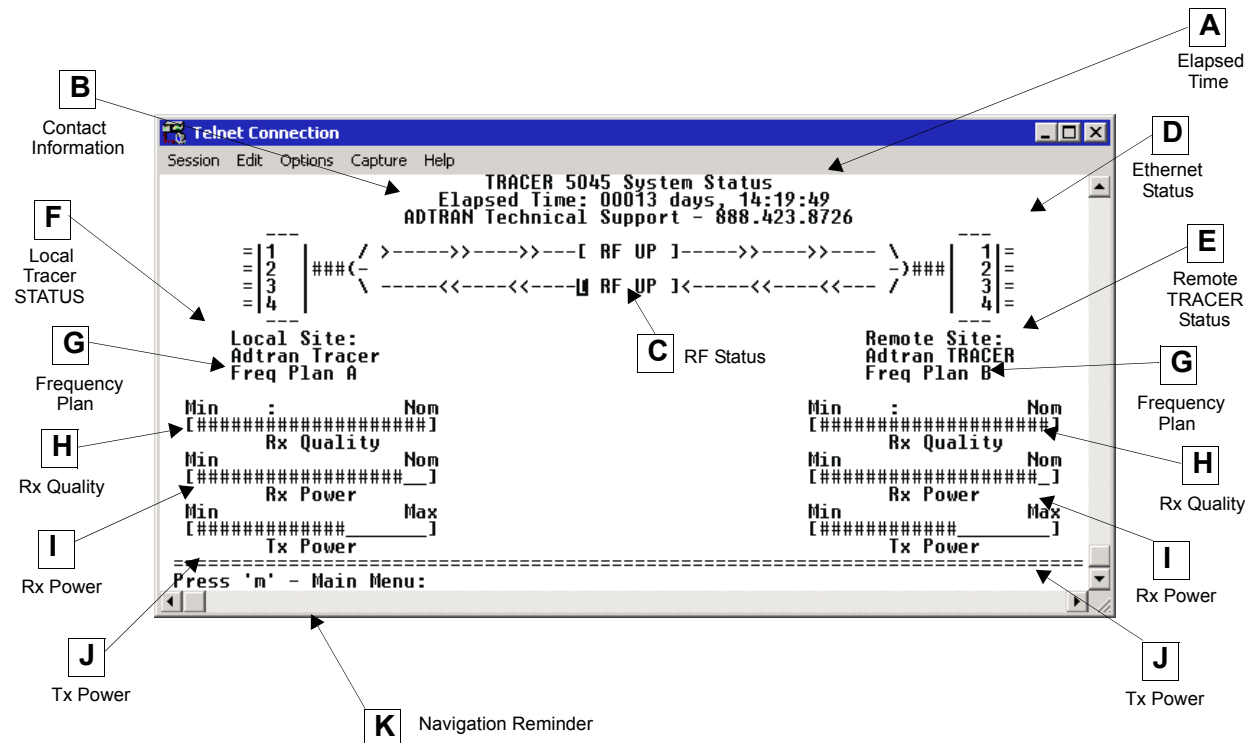 A
Elapsed
Time
B
Contact
Information
Telnet Connection
Session Edit Options Capture Help
D
Ethernet
Status
TRACER 5045 System Status
Elapsed Time: 00013 days, 14:19:49
ADTRAN Technical Support - 888.423.8726
F
Local
Tracer
STATUS
E
Remote
TRACER
Status
--- ---
=|1 / >----->>----->>----[ RF UP ]----->>----->>---- \ 1|=
=|2 |###(- -)###| 2|=
=|3 \ -----<<----<<----[ RF UP ]<-----<<----<<--- / 3|=
=|4 4|=
--- ---
Local Site: Remote Site:
Adtran Tracer Adtran TRACER
Freq Plan A Freq Plan B
C RF Status
G
Frequency
Plan
G
Frequency
Plan
Min : Nom Min : Nom
[####################] [####################]
Rx Quality Rx Quality
H
Rx Quality
H
Rx Quality
Min Nom Min Nom
[##################__] [###################_]
Rx Power Rx Power
Min Max Min Max
[#############_______] [############________]
Tx Power Tx Power
I
Rx Power
I
Rx Power
================================================================================
Press 'm' - Main Menu:
J
Tx Power
J
Tx Power
K Navigation Reminder